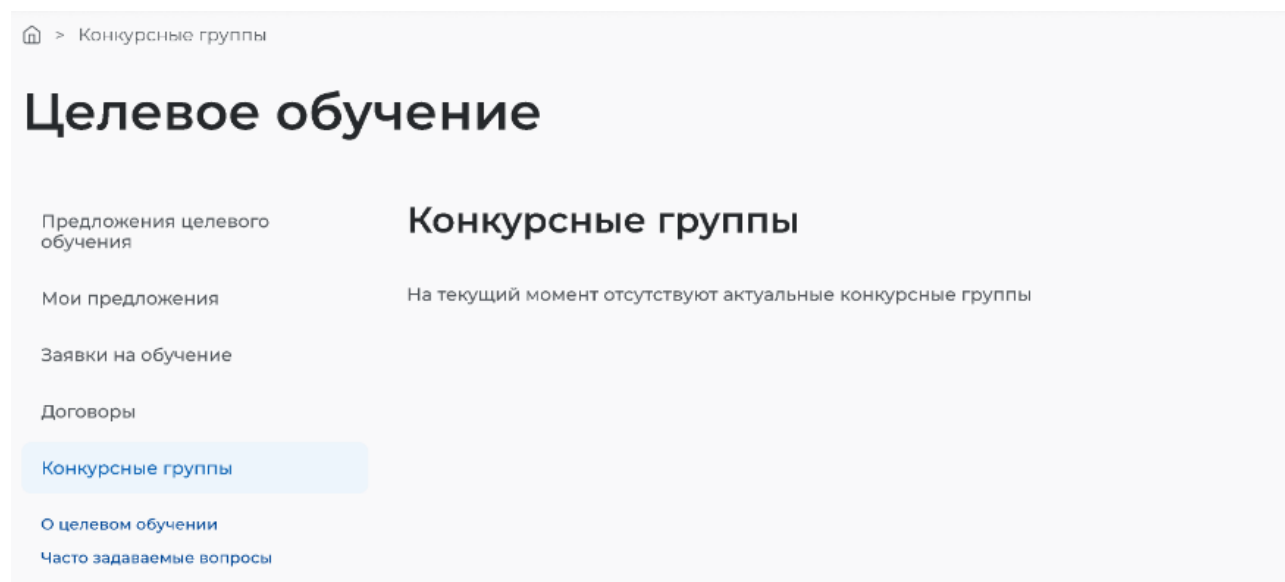 > Конкурсные группы
Целевое обучение
Предложения целевого
обучения
Мои предложения
Заявки на обучение
Договоры
Конкурсные группы
О целевом обучении
Часто задаваемые вопросы
Конкурсные группы
На текущий момент отсутствуют актуальные конкурсные группы